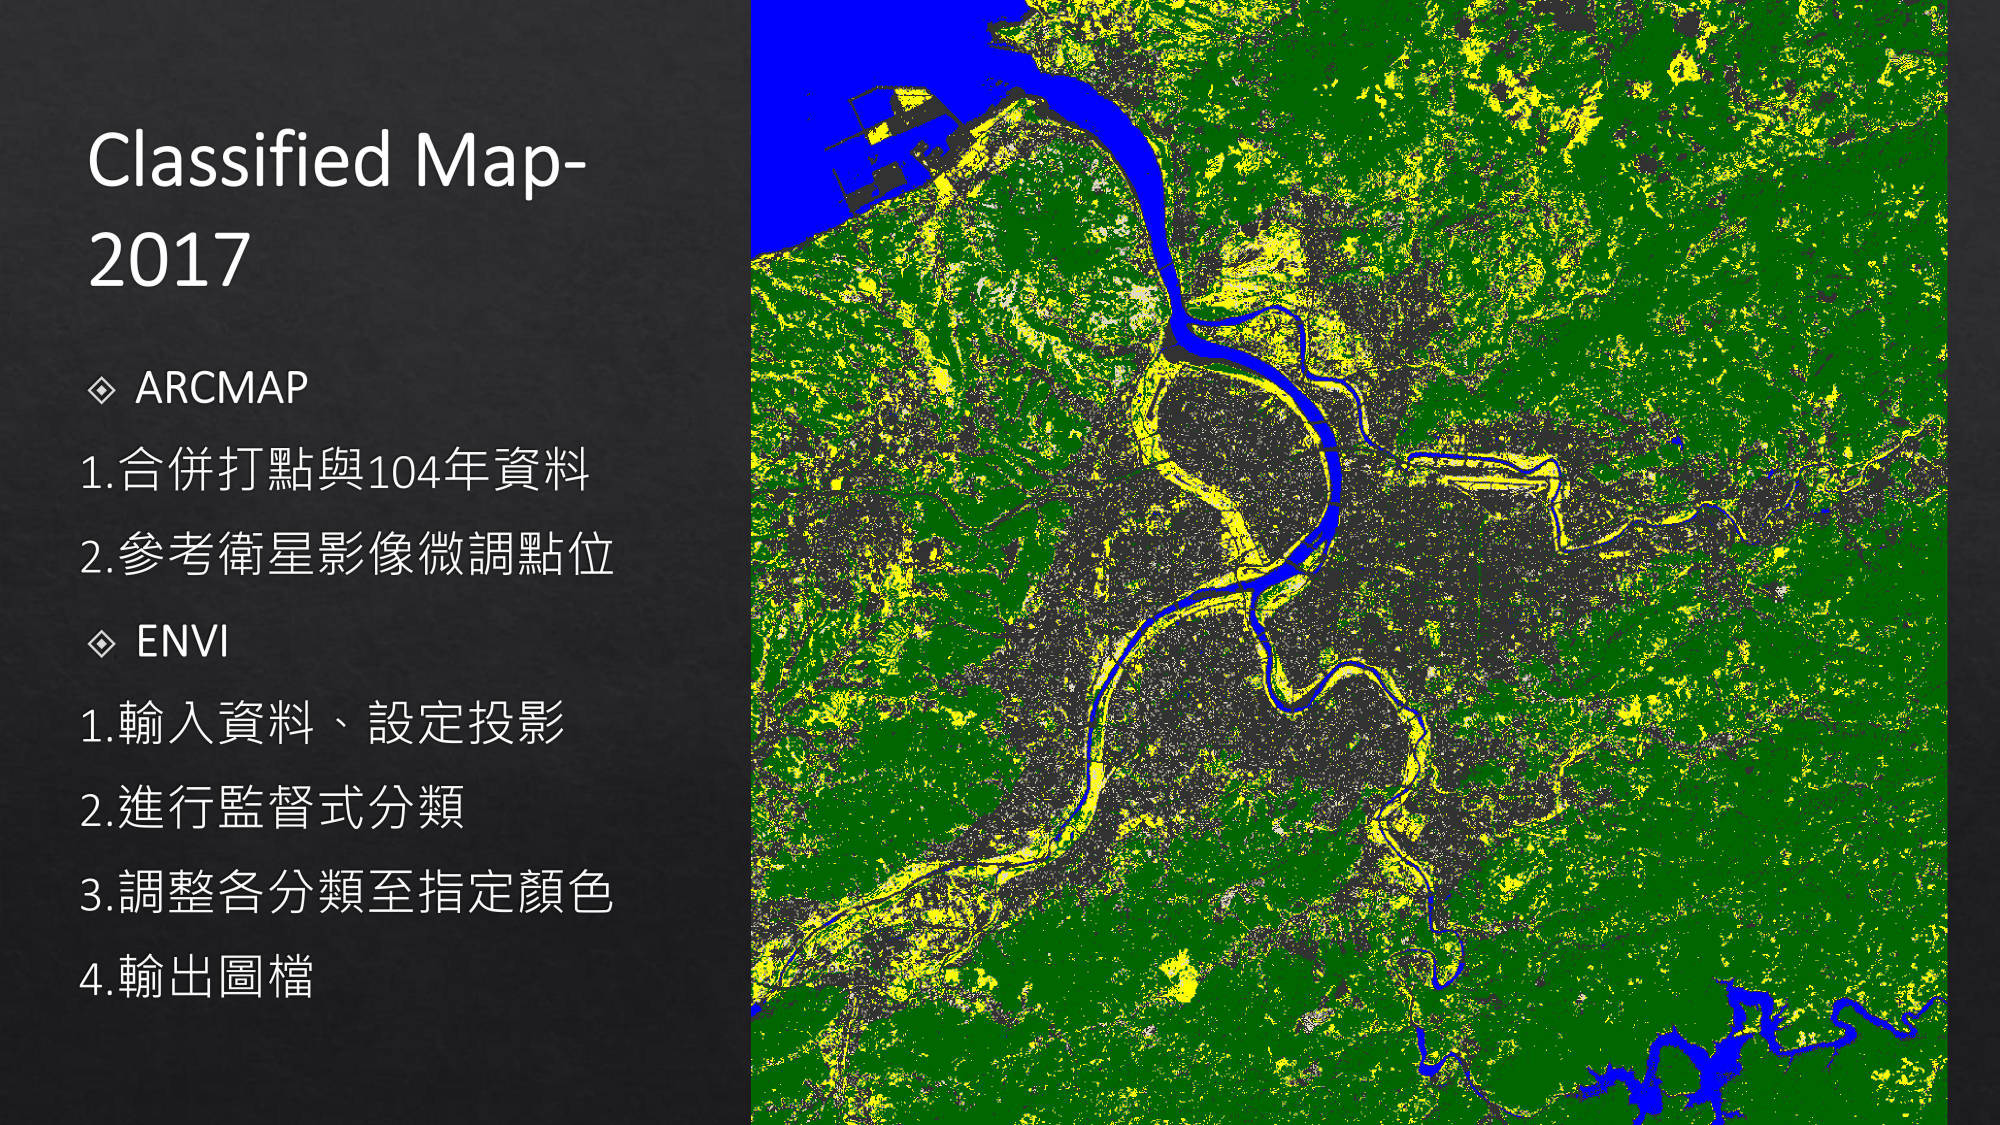 Classified Map-
2017
ARCMAP
1.合併打點與104年資料
2.參考衛星影像微調點位
ENVI
1.輸入資料、設定投影
2.進行監督式分類
3.調整各分類至指定顏色
4.輸出圖檔